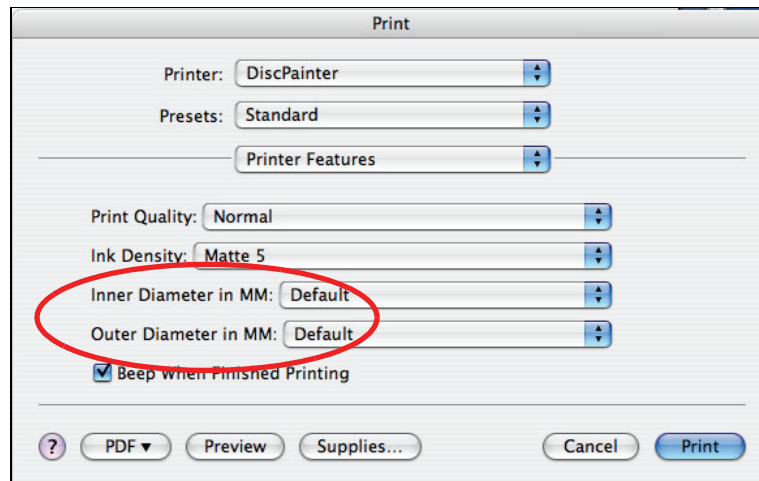 Print
Printer: DiscPainter
Presets: Standard
Printer Features
Print Quality: Normal
Ink Density: Matte 5
Inner Diameter in MM: Default
Outer Diameter in MM: Default
Beep When Finished Printing
? PDF ▼ Preview Supplies... Cancel Print